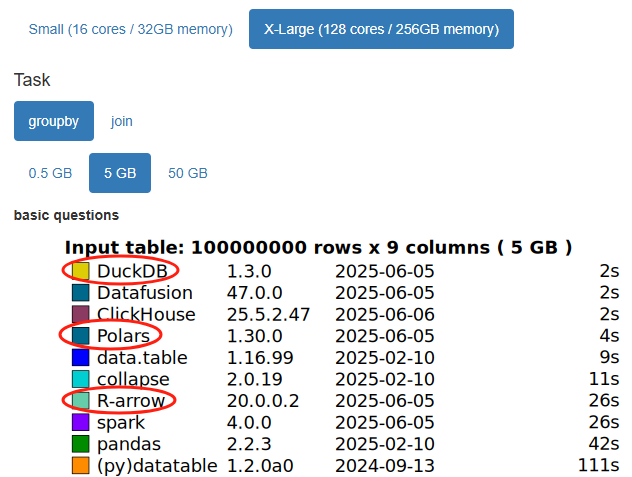 Small (16 cores / 32GB memory) X-Large (128 cores / 256GB memory)
Task
groupby join
0.5 GB 5 GB 50 GB
basic questions
Input table: 100000000 rows x 9 columns ( 5 GB )
DuckDB 1.3.0 2025-06-05 2s
Datafusion 47.0.0 2025-06-05 2s
ClickHouse 25.5.2.47 2025-06-06 2s
Polars 1.30.0 2025-06-05 4s
data.table 1.16.99 2025-02-10 9s
collapse 2.0.19 2025-02-10 11s
R-arrow 20.0.0.2 2025-06-05 26s
spark 4.0.0 2025-06-05 26s
pandas 2.2.3 2025-02-10 42s
(py)datatable 1.2.0a0 2024-09-13 111s